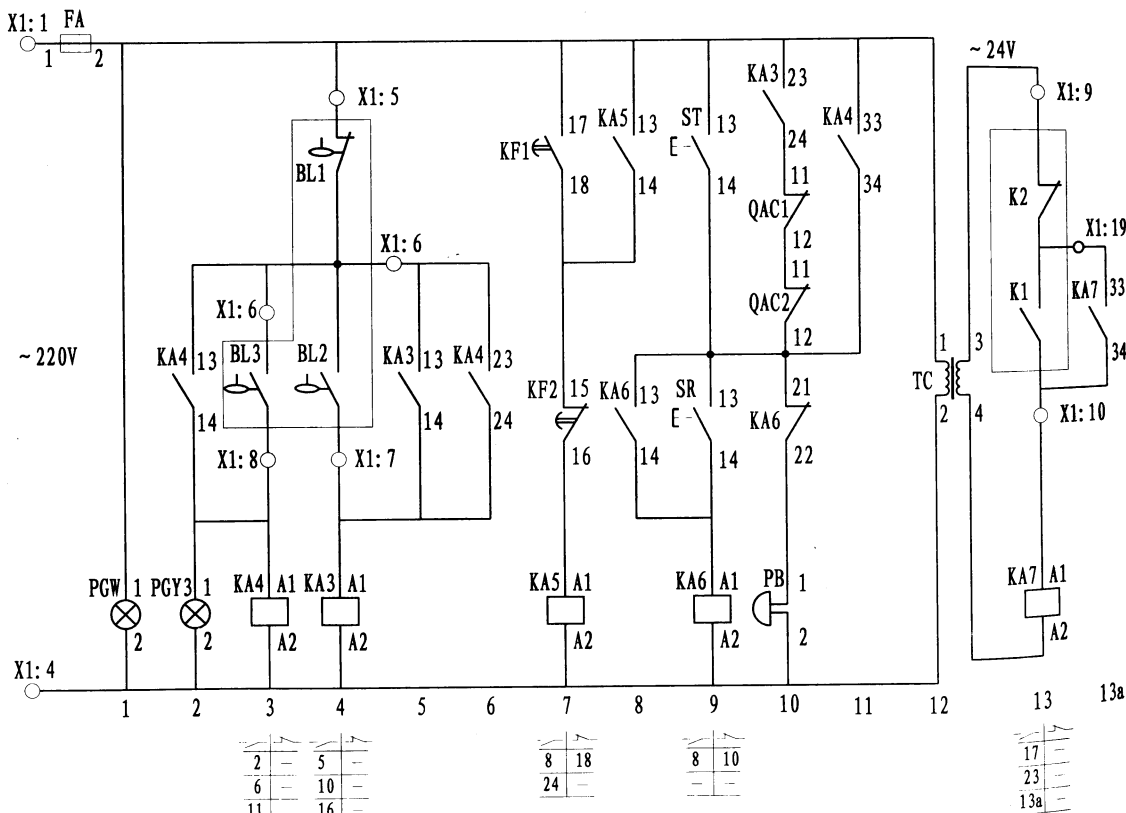 X1:1 FA
1 2
~24V
X1:5
X1:9
KA3 23
17 KA5 13 ST 13 KA4 33
KF1 E
BL1
24
18 14 14 11 34
K2
QAC1
12
X1:19
X1:6
11
QAC2
K1 KA7 33
X1:6
12
34
~220V
KA4 13 BL3 BL2 KA3 13 KA4 23
1 3
TC
2 4
KF2 15 KA6 13 SR 13 21
E KA6
14 14 24
X1:10
X1:8 X1:7
16 14 14 22
PGW 1 PGY3 1 KA4 A1 KA3 A1 KA5 A1 KA6 A1 PB 1 KA7 A1
2 2 A2 A2 A2 A2 2 A2
X1:4
1 2 3 4 5 6 7 8 9 10 11 12 13 13a
2 – 5 – 8 18 8 10 17 –
6 – 10 – 24 – – – 23 –
11 16 – 13a –